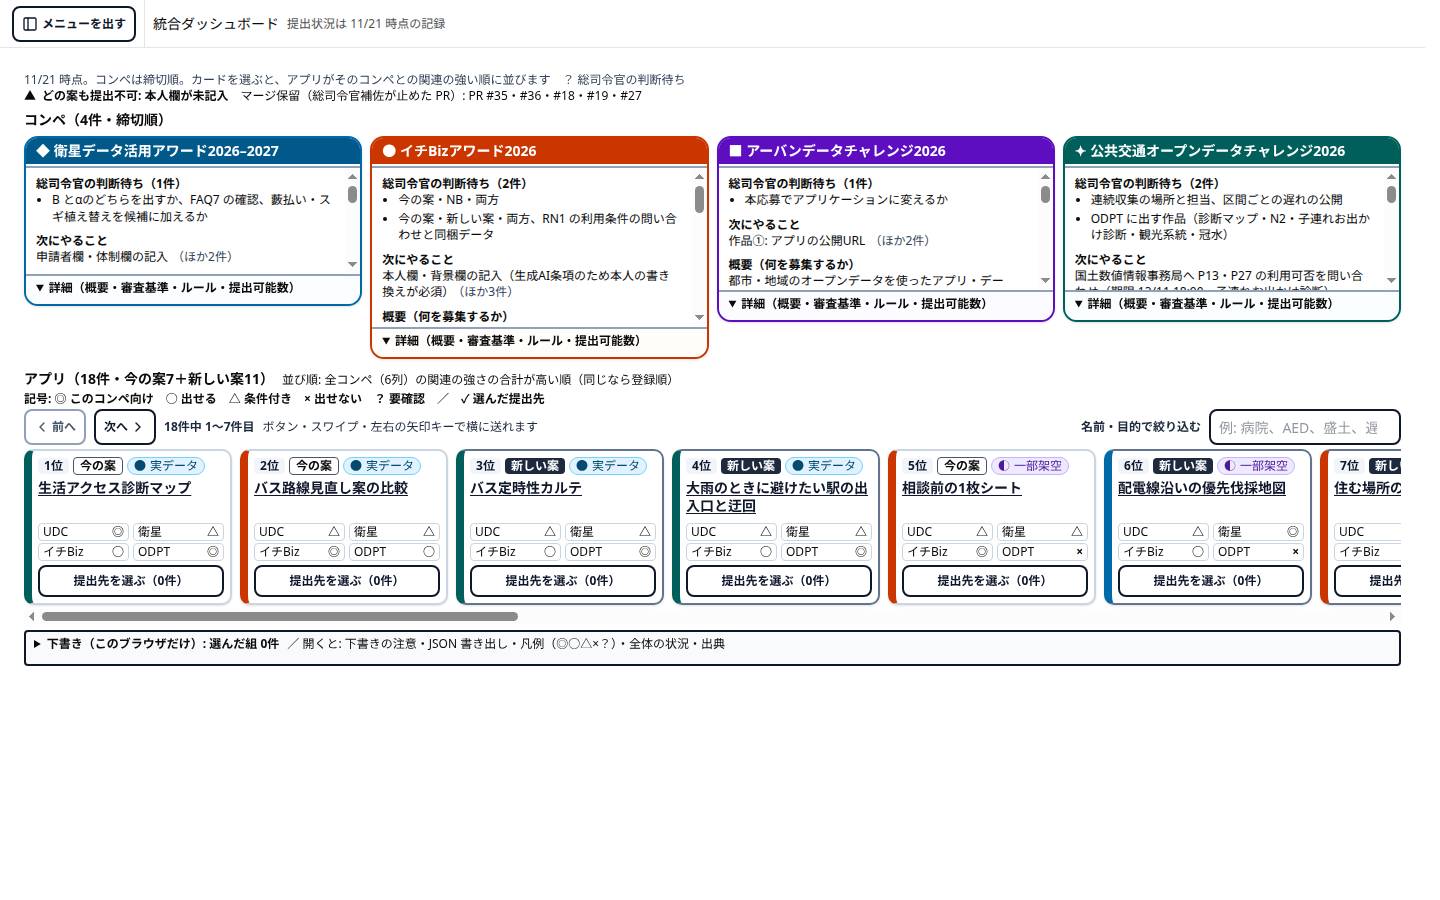 メニューを出す
統合ダッシュボード 提出状況は 11/21 時点の記録
11/21 時点。コンペは締切順。カードを選ぶと、アプリがそのコンペとの関連の強い順に並びます ？ 総司令官の判断待ち
▲ どの案も提出不可: 本人欄が未記入 マージ保留（総司令官補佐が止めた PR）: PR #35・#36・#18・#19・#27
コンペ（4件・締切順）
◆ 衛星データ活用アワード2026–2027
総司令官の判断待ち（1件）
• B とαのどちらを出すか、FAQ7 の確認、藪払い・ス
ギ植え替えを候補に加えるか
次にやること
申請者欄・体制欄の記入 （ほか2件）
▼ 詳細（概要・審査基準・ルール・提出可能数）
● イチBizアワード2026
総司令官の判断待ち（2件）
• 今の案・NB・両方
• 今の案・新しい案・両方、RN1 の利用条件の問い合
わせと同梱データ
次にやること
本人欄・背景欄の記入（生成AI条項のため本人の書き
換えが必須） （ほか3件）
概要（何を募集するか）
▼ 詳細（概要・審査基準・ルール・提出可能数）
■ アーバンデータチャレンジ2026
総司令官の判断待ち（1件）
• 本応募でアプリケーションに変えるか
次にやること
作品①: アプリの公開URL （ほか2件）
概要（何を募集するか）
都市・地域のオープンデータを使ったアプリ・デー
▼ 詳細（概要・審査基準・ルール・提出可能数）
✦ 公共交通オープンデータチャレンジ2026
総司令官の判断待ち（2件）
• 連続収集の場所と担当、区間ごとの遅れの公開
• ODPT に出す作品（診断マップ・N2・子連れお出か
け診断・観光系統・冠水）
次にやること
国土数値情報事務局へ P13・P27 の利用可否を問い合
▼ 詳細（概要・審査基準・ルール・提出可能数）
アプリ（18件・今の案7＋新しい案11） 並び順: 全コンペ（6列）の関連の強さの合計が高い順（同じなら登録順）
記号: ◎ このコンペ向け ○ 出せる △ 条件付き × 出せない ？ 要確認 ／ ✓ 選んだ提出先
前へ
次へ
18件中 1〜7件目 ボタン・スワイプ・左右の矢印キーで横に送れます
名前・目的で絞り込む
例: 病院、AED、盛土、遅
1位 今の案 ● 実データ
生活アクセス診断マップ
UDC ◎ 衛星 △
イチBiz ○ ODPT ◎
提出先を選ぶ（0件）
2位 今の案 ● 実データ
バス路線見直し案の比較
UDC △ 衛星 △
イチBiz ◎ ODPT ○
提出先を選ぶ（0件）
3位 新しい案 ● 実データ
バス定時性カルテ
UDC △ 衛星 △
イチBiz ○ ODPT ◎
提出先を選ぶ（0件）
4位 新しい案 ● 実データ
大雨のときに避けたい駅の出
入口と迂回
UDC △ 衛星 △
イチBiz ○ ODPT ◎
提出先を選ぶ（0件）
5位 今の案 ◐ 一部架空
相談前の1枚シート
UDC △ 衛星 △
イチBiz ◎ ODPT ×
提出先を選ぶ（0件）
6位 新しい案 ◐ 一部架空
配電線沿いの優先伐採地図
UDC △ 衛星 ◎
イチBiz ○ ODPT ×
提出先を選ぶ（0件）
7位 新し
住む場所の
UDC
イチBiz
提出先
▶ 下書き（このブラウザだけ）: 選んだ組 0件 ／ 開くと: 下書きの注意・JSON 書き出し・凡例（◎○△×？）・全体の状況・出典